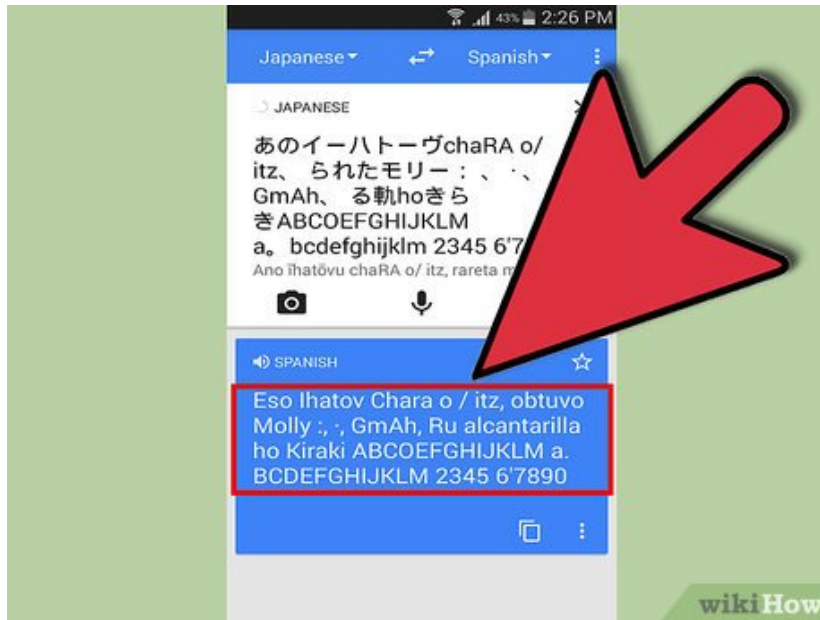 43% 2:26 PM
Japanese Spanish
JAPANESE
あのイーハトーヴchaRA o/
itz、 られたモリー : 、 ·、
GmAh、 る軌hoきら
きABCOEFGHIJKLM
a。 bcdefghijklm 2345 6'7
Ano īhatōvu chaRA o/ itz, rareta
SPANISH
Eso Ihatov Chara o / itz, obtuvo
Molly :, ·, GmAh, Ru alcantarilla
ho Kiraki ABCOEFGHIJKLM a.
BCDEFGHIJKLM 2345 6'7890
wikiHow